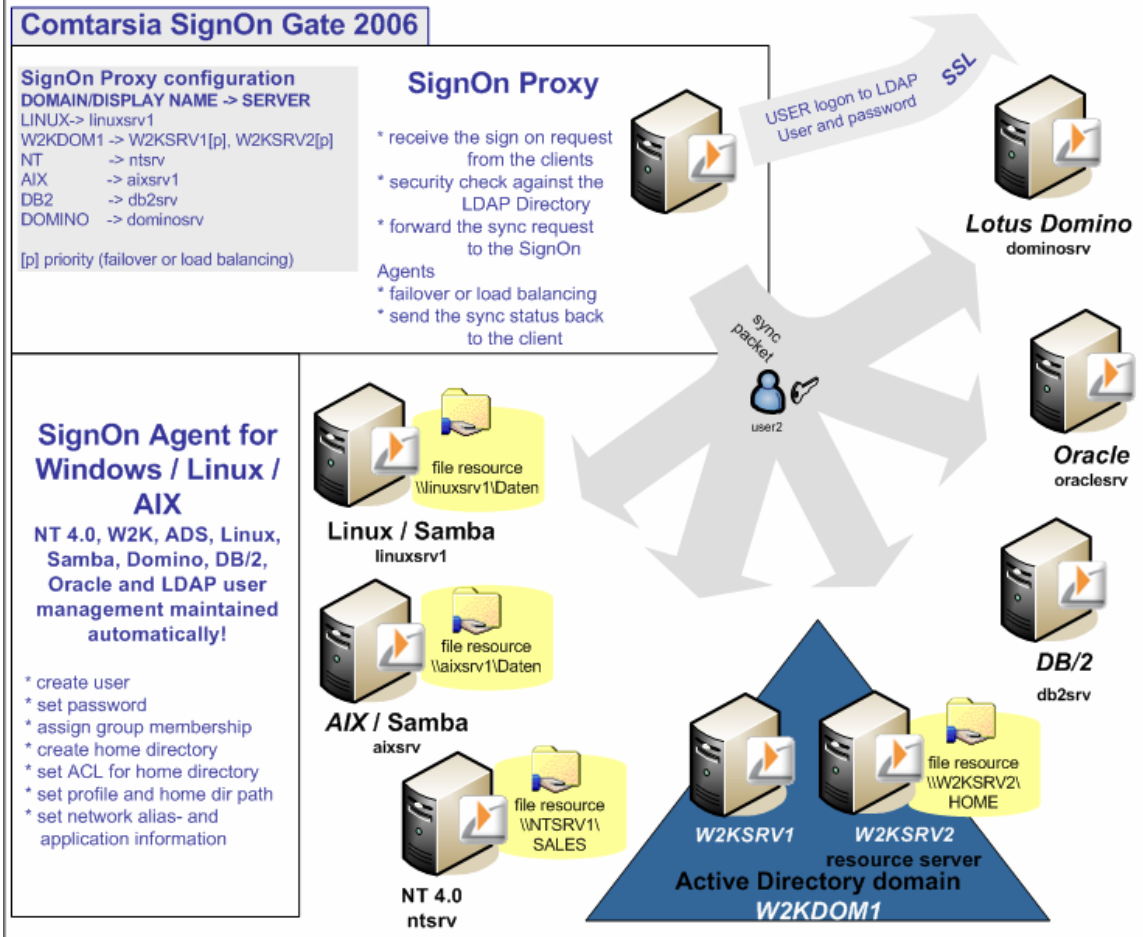 Comtarsia SignOn Gate 2006
SignOn Proxy configuration
DOMAIN/DISPLAY NAME -> SERVER
LINUX-> linuxsrv1
W2KDOM1 -> W2KSRV1[p], W2KSRV2[p]
NT -> ntsrv
AIX -> aixsrv1
DB2 -> db2srv
DOMINO -> dominosrv
[p] priority (failover or load balancing)
SignOn Proxy
* receive the sign on request
from the clients
* security check against the
LDAP Directory
* forward the sync request
to the SignOn
Agents
* failover or load balancing
* send the sync status back
to the client
USER logon to LDAP
User and password
SSL
Lotus Domino
dominosrv
sync
packet
user2
Oracle
oraclesrv
DB/2
db2srv
SignOn Agent for
Windows / Linux /
AIX
NT 4.0, W2K, ADS, Linux,
Samba, Domino, DB/2,
Oracle and LDAP user
management maintained
automatically!
* create user
* set password
* assign group membership
* create home directory
* set ACL for home directory
* set profile and home dir path
* set network alias- and
application information
file resource
\\linuxsrv1\Daten
Linux / Samba
linuxsrv1
file resource
\\aixsrv1\Daten
AIX / Samba
aixsrv
file resource
\\NTSRV1\
SALES
NT 4.0
ntsrv
file resource
\\W2KSRV2\
HOME
W2KSRV1
W2KSRV2
resource server
Active Directory domain
W2KDOM1